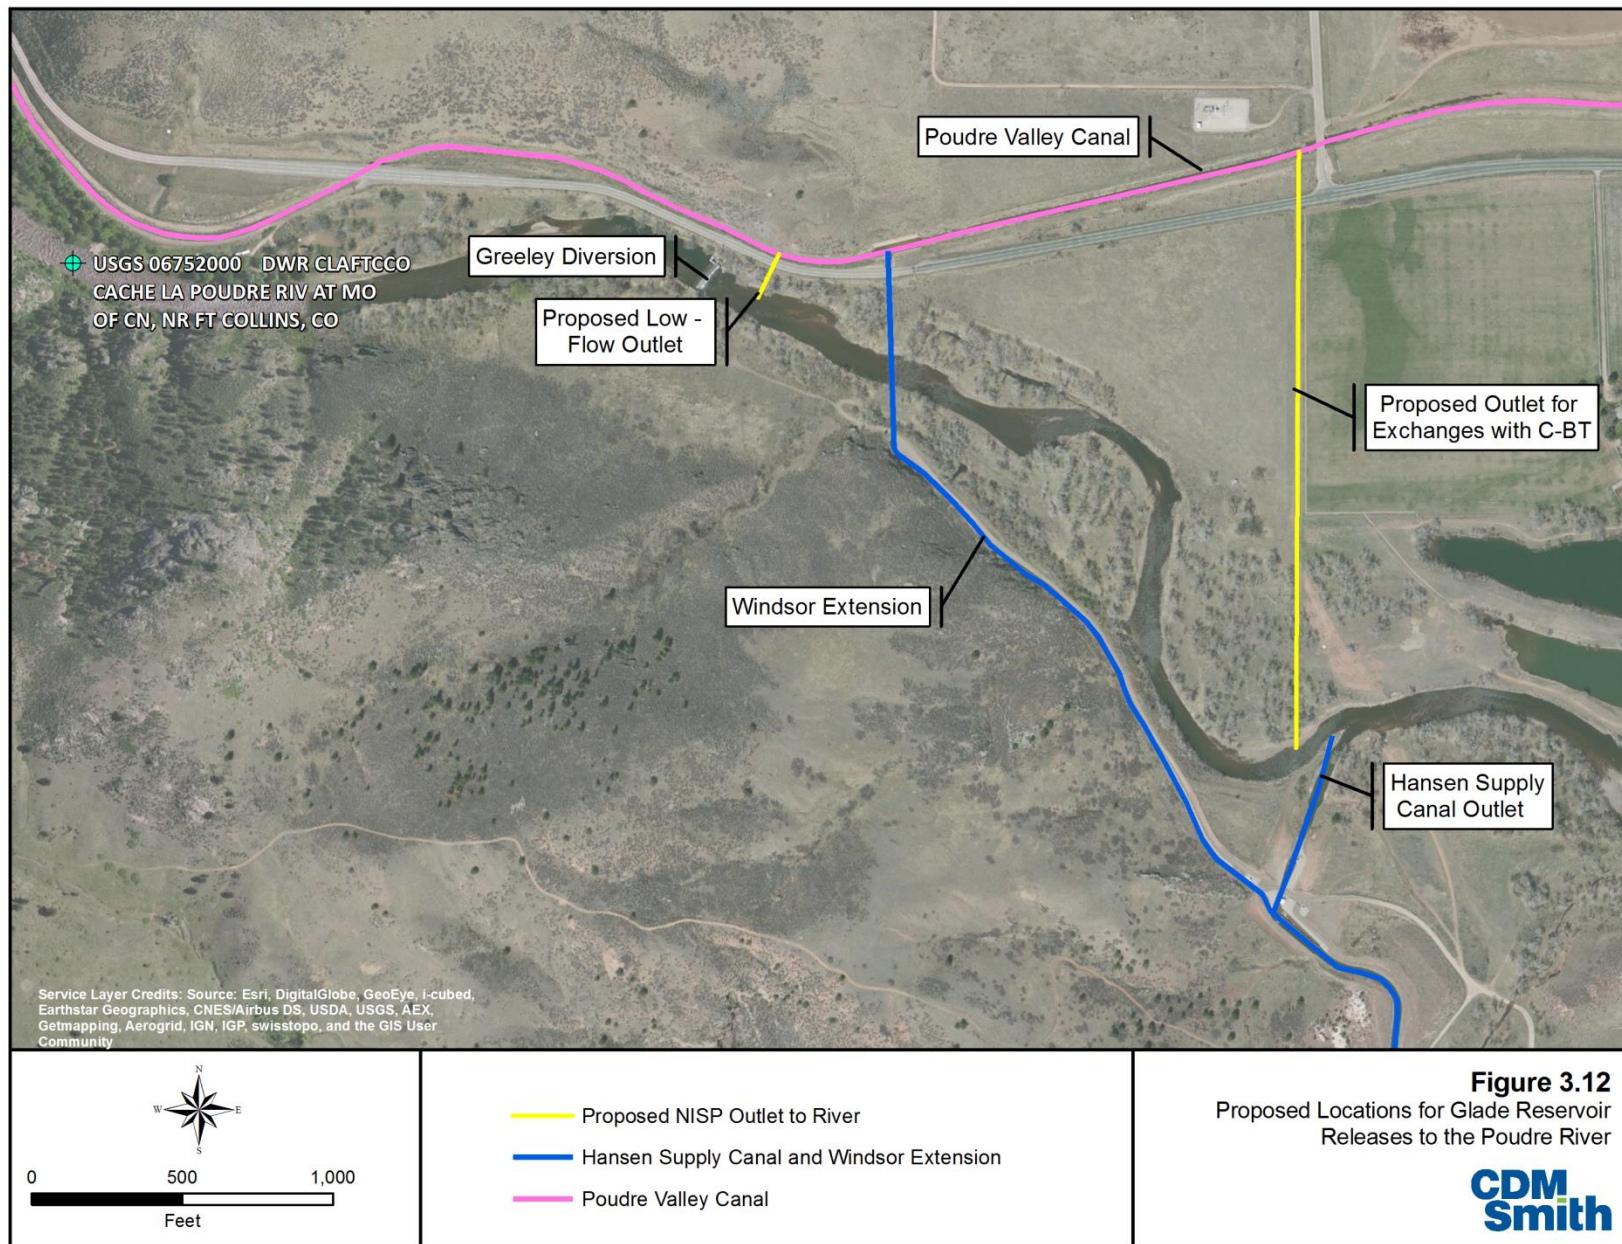 Poudre Valley Canal
Greeley Diversion
USGS 06752000   DWR CLAFTCCO
CACHE LA POUDRE RIV AT MO
OF CN, NR FT COLLINS, CO
Proposed Low -
Flow Outlet
Proposed Outlet for
Exchanges with C-BT
Windsor Extension
Hansen Supply
Canal Outlet
Service Layer Credits: Source: Esri, DigitalGlobe, GeoEye, i-cubed,
Earthstar Geographics, CNES/Airbus DS, USDA, USGS, AEX,
Getmapping, Aerogrid, IGN, IGP, swisstopo, and the GIS User
Community
N
W
E
S
0 500 1,000
Feet
Proposed NISP Outlet to River
Hansen Supply Canal and Windsor Extension
Poudre Valley Canal
Figure 3.12
Proposed Locations for Glade Reservoir
Releases to the Poudre River
CDM
Smith